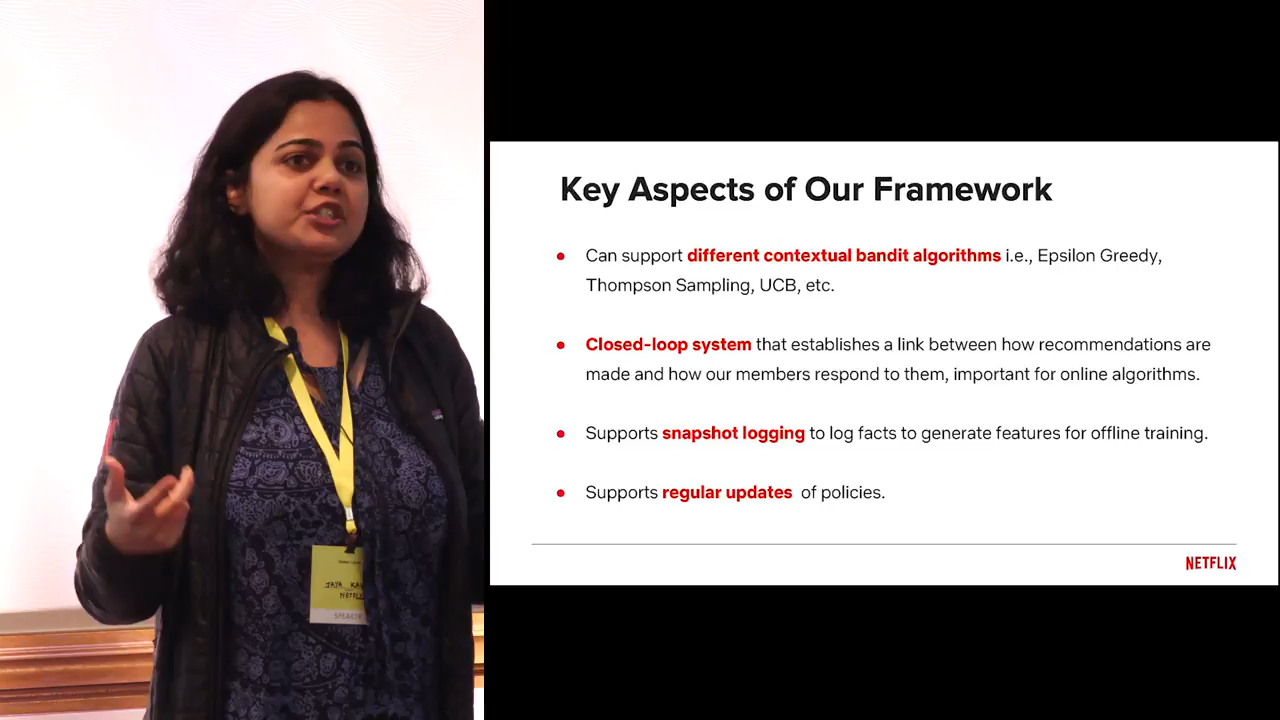 Key Aspects of Our Framework
• Can support different contextual bandit algorithms i.e., Epsilon Greedy,
Thompson Sampling, UCB, etc.
• Closed-loop system that establishes a link between how recommendations are
made and how our members respond to them, important for online algorithms.
• Supports snapshot logging to log facts to generate features for offline training.
• Supports regular updates of policies.
NETFLIX
JAYA
SPEAKER